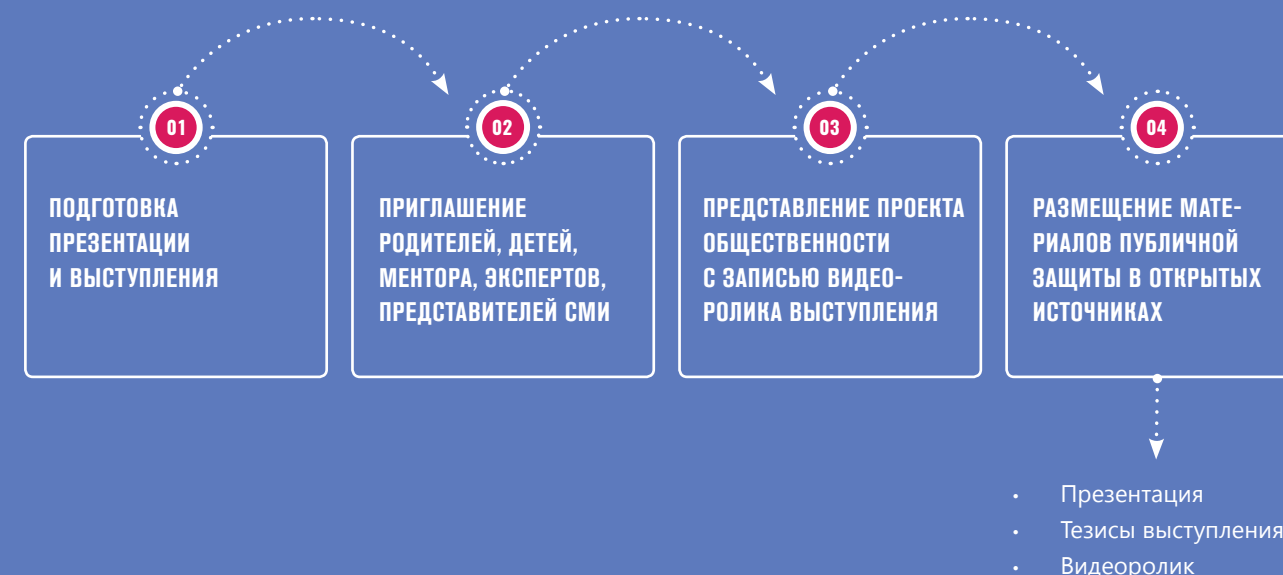 01
ПОДГОТОВКА
ПРЕЗЕНТАЦИИ
И ВЫСТУПЛЕНИЯ
02
ПРИГЛАШЕНИЕ
РОДИТЕЛЕЙ, ДЕТЕЙ,
МЕНТОРА, ЭКСПЕРТОВ,
ПРЕДСТАВИТЕЛЕЙ СМИ
03
ПРЕДСТАВЛЕНИЕ ПРОЕКТА
ОБЩЕСТВЕННОСТИ
С ЗАПИСЬЮ ВИДЕО-
РОЛИКА ВЫСТУПЛЕНИЯ
04
РАЗМЕЩЕНИЕ МАТЕ-
РИАЛОВ ПУБЛИЧНОЙ
ЗАЩИТЫ В ОТКРЫТЫХ
ИСТОЧНИКАХ
• Презентация
• Тезисы выступления
• Видеоролик